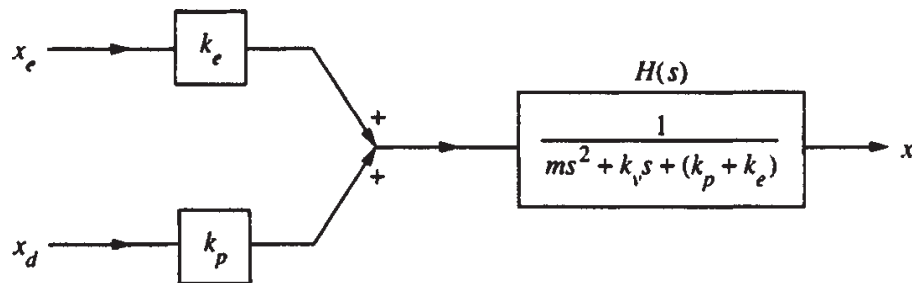 x_e
k_e
+
+
x_d
k_p
H(s)
1
ms^2 + k_v s + (k_p + k_e)
x